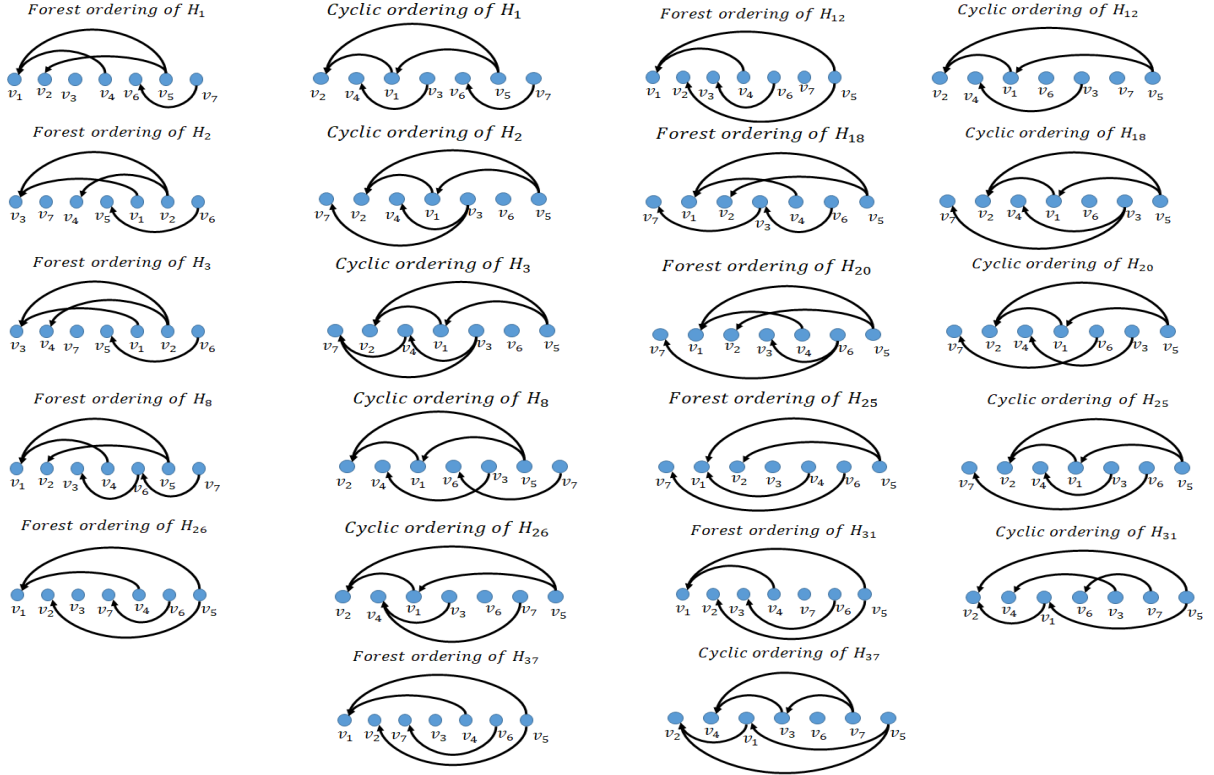 Forest ordering of H₁
Cyclic ordering of H₁
Forest ordering of H₁₂
Cyclic ordering of H₁₂
v₁ v₂ v₃ v₄ v₆ v₅ v₇
v₂ v₄ v₁ v₃ v₆ v₅ v₇
v₁ v₂ v₃ v₄ v₆ v₇ v₅
v₂ v₄ v₁ v₆ v₃ v₇ v₅
Forest ordering of H₂
Cyclic ordering of H₂
Forest ordering of H₁₈
Cyclic ordering of H₁₈
v₃ v₇ v₄ v₅ v₁ v₂ v₆
v₇ v₂ v₄ v₁ v₃ v₆ v₅
v₇ v₁ v₂ v₃ v₄ v₆ v₅
v₇ v₂ v₄ v₁ v₆ v₃ v₅
Forest ordering of H₃
Cyclic ordering of H₃
Forest ordering of H₂₀
Cyclic ordering of H₂₀
v₃ v₄ v₇ v₅ v₁ v₂ v₆
v₇ v₂ v₄ v₁ v₃ v₆ v₅
v₇ v₁ v₂ v₃ v₄ v₆ v₅
v₇ v₂ v₄ v₁ v₆ v₃ v₅
Forest ordering of H₈
Cyclic ordering of H₈
Forest ordering of H₂₅
Cyclic ordering of H₂₅
v₁ v₂ v₃ v₄ v₆ v₅ v₇
v₂ v₄ v₁ v₆ v₃ v₅ v₇
v₇ v₁ v₂ v₃ v₄ v₆ v₅
v₇ v₂ v₄ v₁ v₃ v₆ v₅
Forest ordering of H₂₆
Cyclic ordering of H₂₆
Forest ordering of H₃₁
Cyclic ordering of H₃₁
v₁ v₂ v₃ v₇ v₄ v₆ v₅
v₂ v₄ v₁ v₃ v₆ v₇ v₅
v₁ v₂ v₃ v₄ v₇ v₆ v₅
v₂ v₄ v₁ v₆ v₃ v₇ v₅
Forest ordering of H₃₇
Cyclic ordering of H₃₇
v₁ v₂ v₇ v₃ v₄ v₆ v₅
v₂ v₄ v₁ v₃ v₆ v₇ v₅